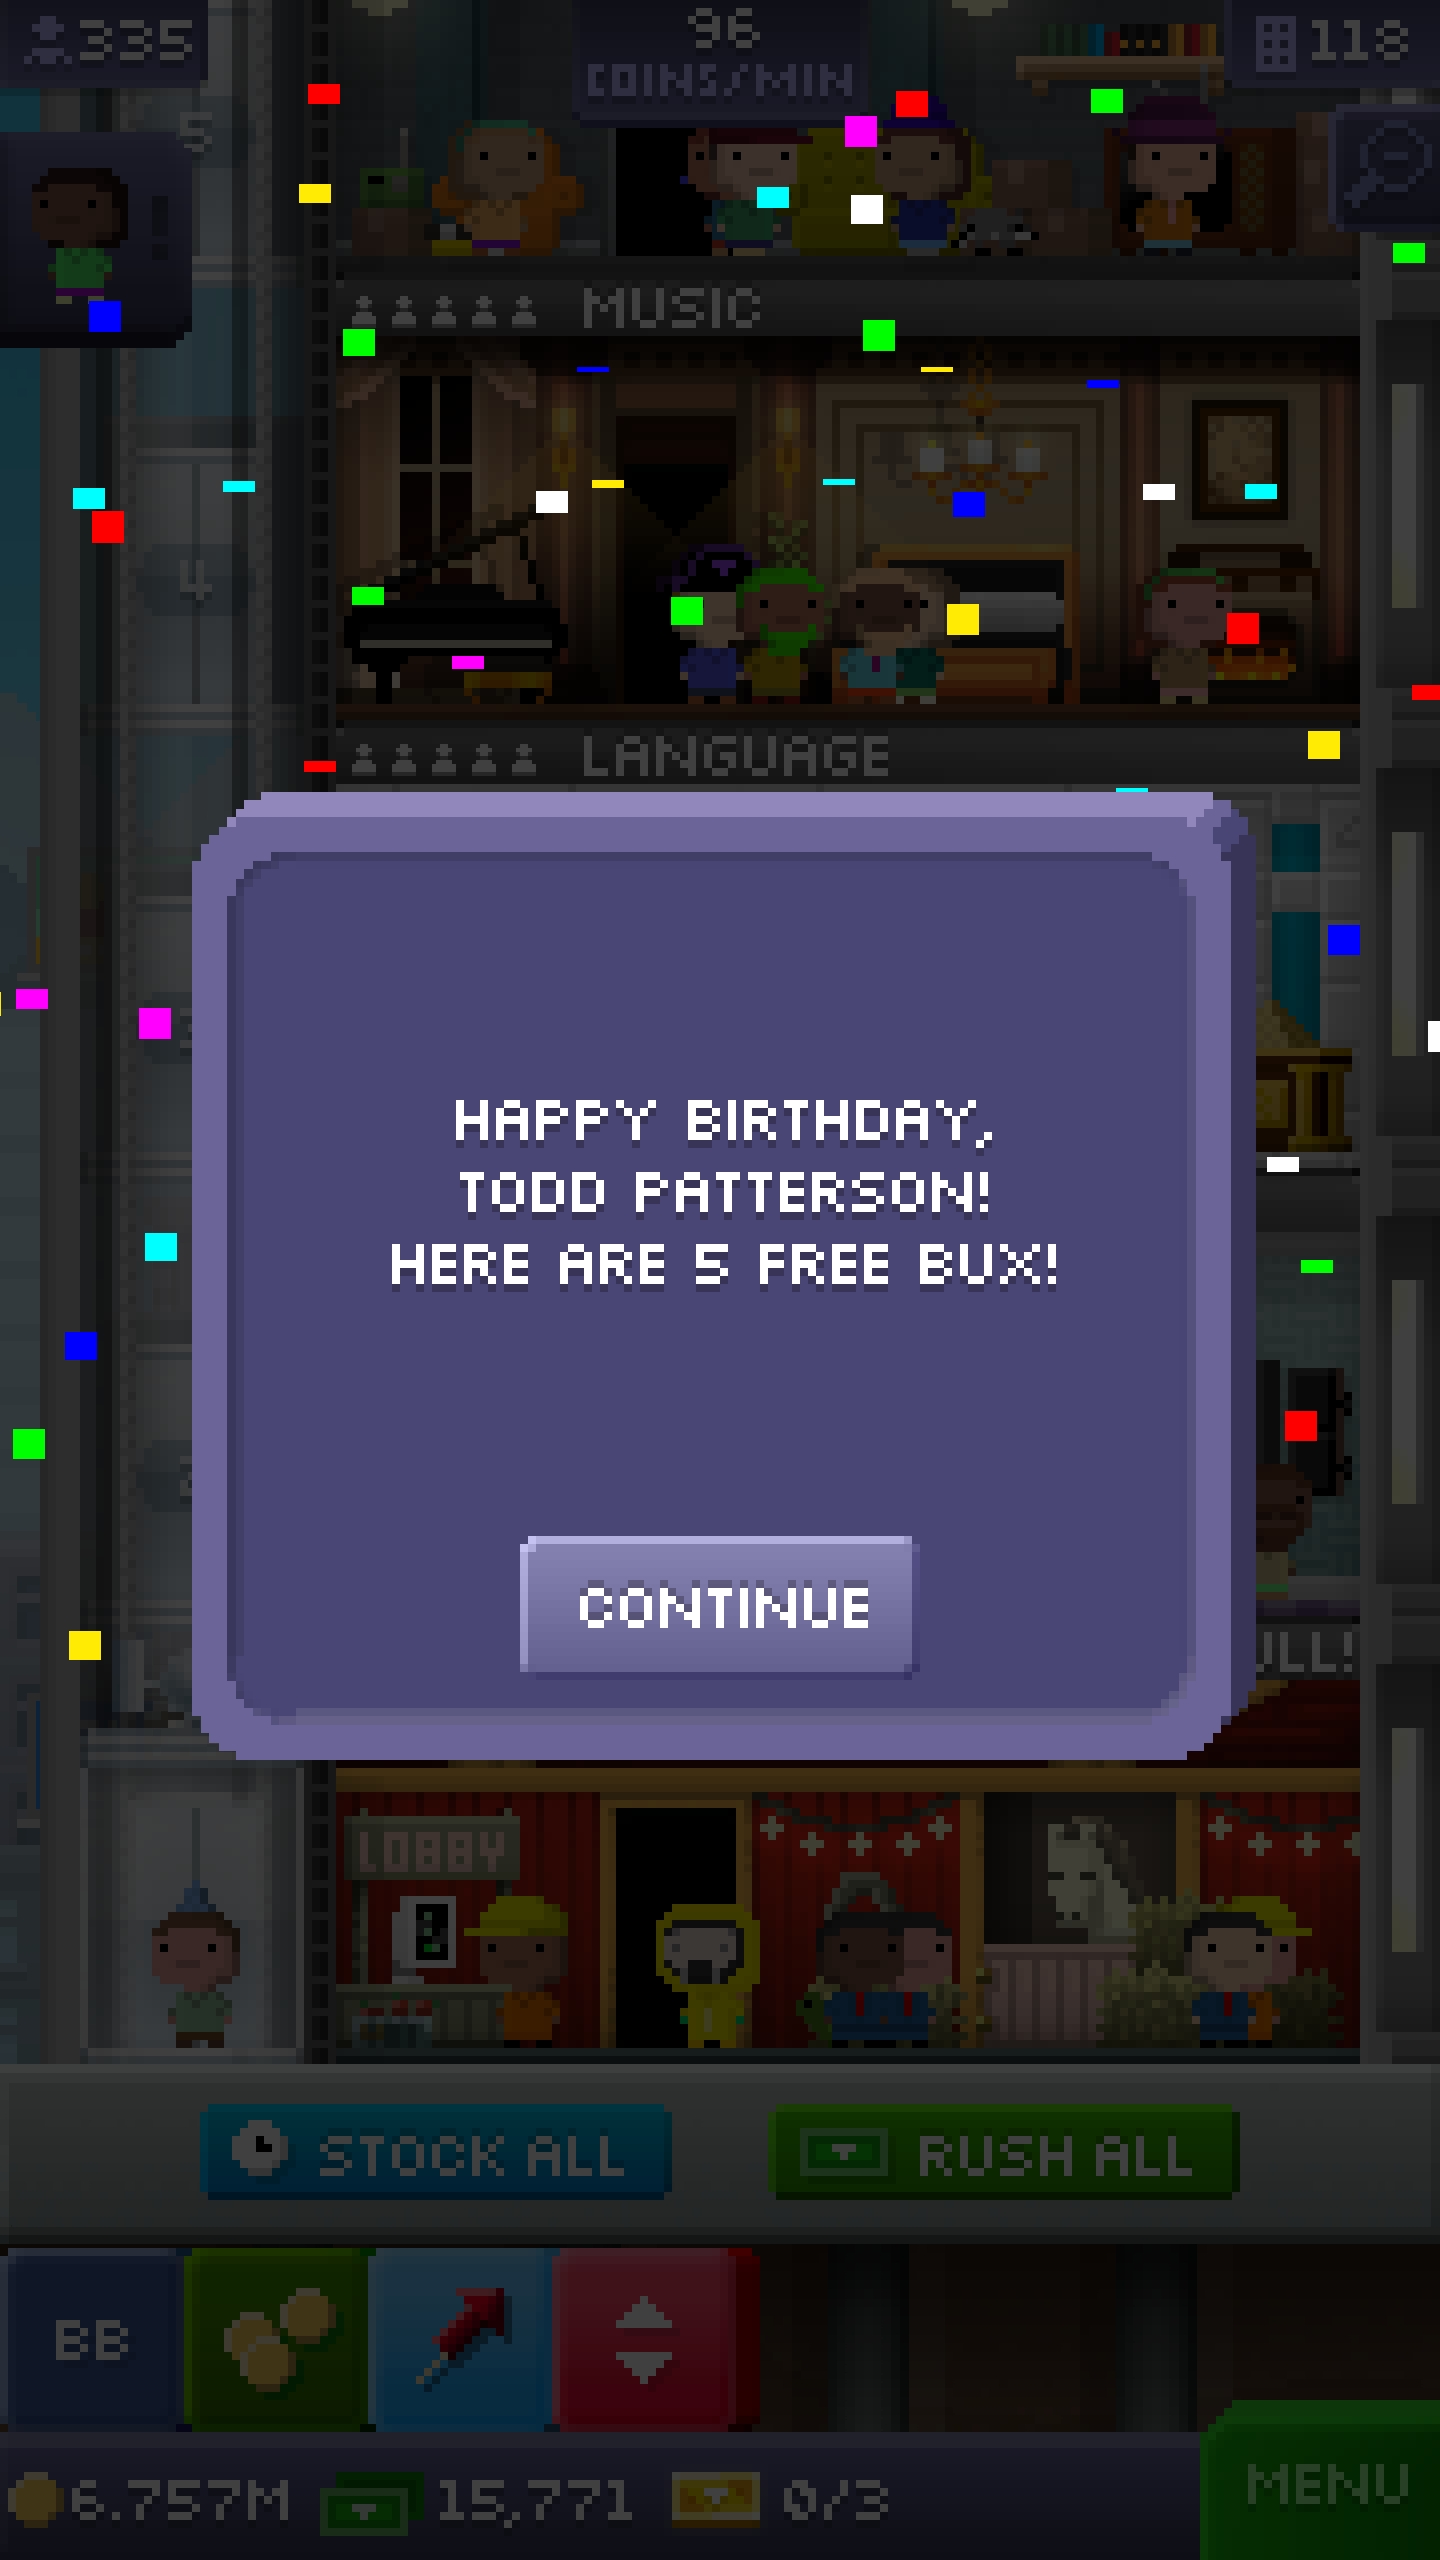 335
96
COINS/MIN
118
5
MUSIC
4
LANGUAGE
HAPPY BIRTHDAY,
TODD PATTERSON!
HERE ARE 5 FREE BUX!
CONTINUE
ULL!
LOBBY
STOCK ALL
RUSH ALL
BB
6.757M
15,771
0/3
MENU